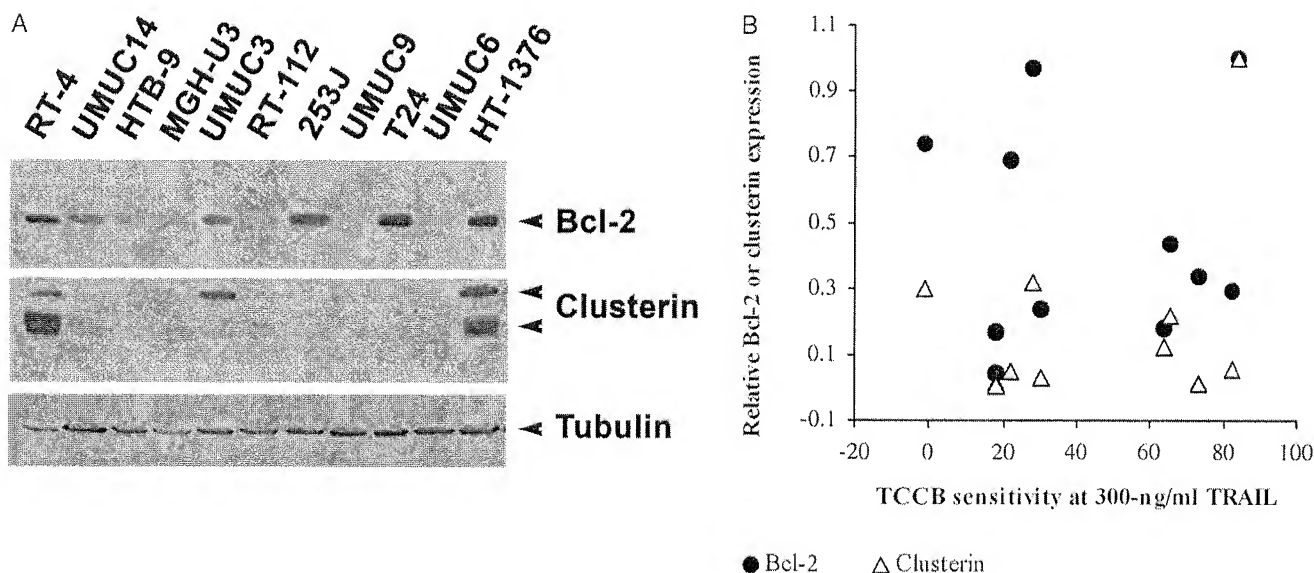 A
RT-4
UMUC14
HTB-9
MGH-U3
UMUC3
RT-112
253J
UMUC9
T24
UMUC6
HT-1376
Bcl-2
Clusterin
Tubulin
B
Relative Bcl-2 or clusterin expression
1.1
0.9
0.7
0.5
0.3
0.1
-0.1
-20
0
20
40
60
80
100
TCCB sensitivity at 300-ng/ml TRAIL
Bcl-2
Clusterin